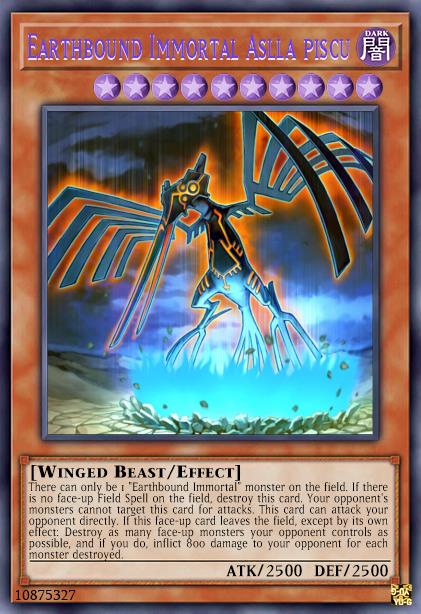 Earthbound Immortal Aslla piscu
DARK
闇
[Winged Beast/Effect]
There can only be 1 "Earthbound Immortal" monster on the field. If there
is no face-up Field Spell on the field, destroy this card. Your opponent's
monsters cannot target this card for attacks. This card can attack your
opponent directly. If this face-up card leaves the field, except by its own
effect: Destroy as many face-up monsters your opponent controls as
possible, and if you do, inflict 800 damage to your opponent for each
monster destroyed.
ATK/2500 DEF/2500
10875327